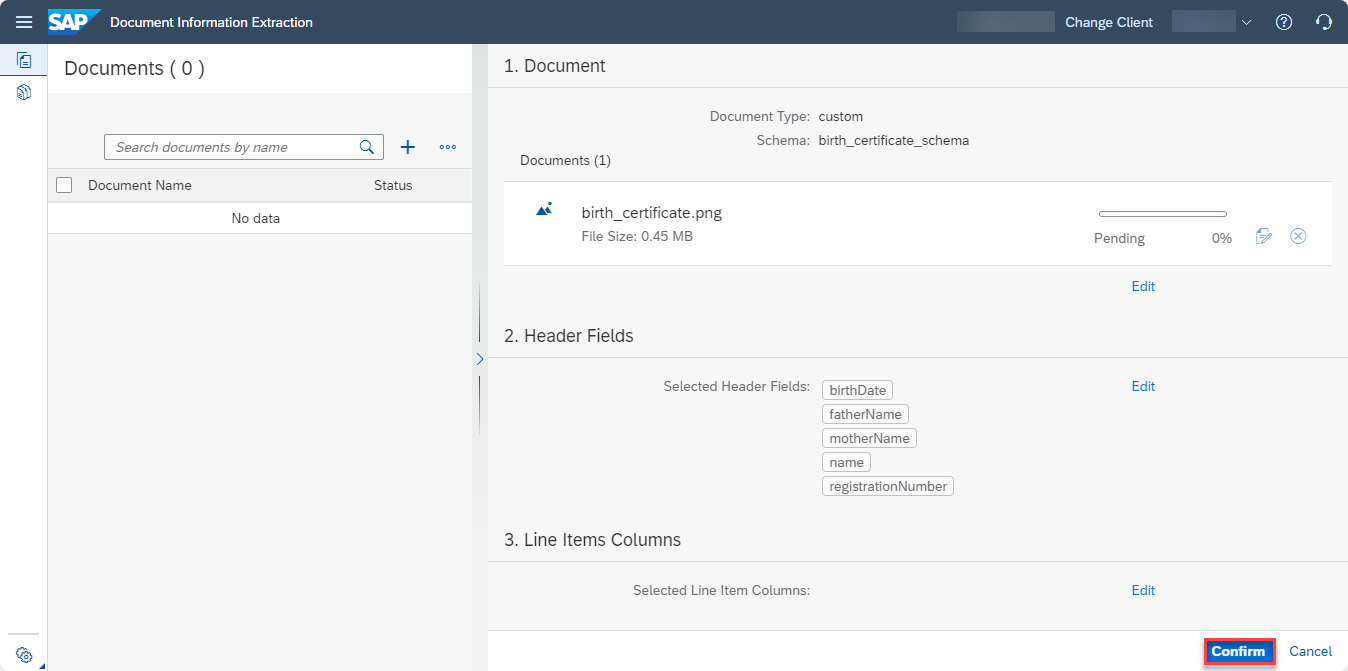 SAP Document Information Extraction
Change Client
Documents ( 0 )
Search documents by name
Document Name Status
No data
1. Document
Document Type: custom
Schema: birth_certificate_schema
Documents (1)
birth_certificate.png
File Size: 0.45 MB
Pending 0%
Edit
2. Header Fields
Selected Header Fields: birthDate Edit
fatherName
motherName
name
registrationNumber
3. Line Items Columns
Selected Line Item Columns: Edit
Confirm Cancel